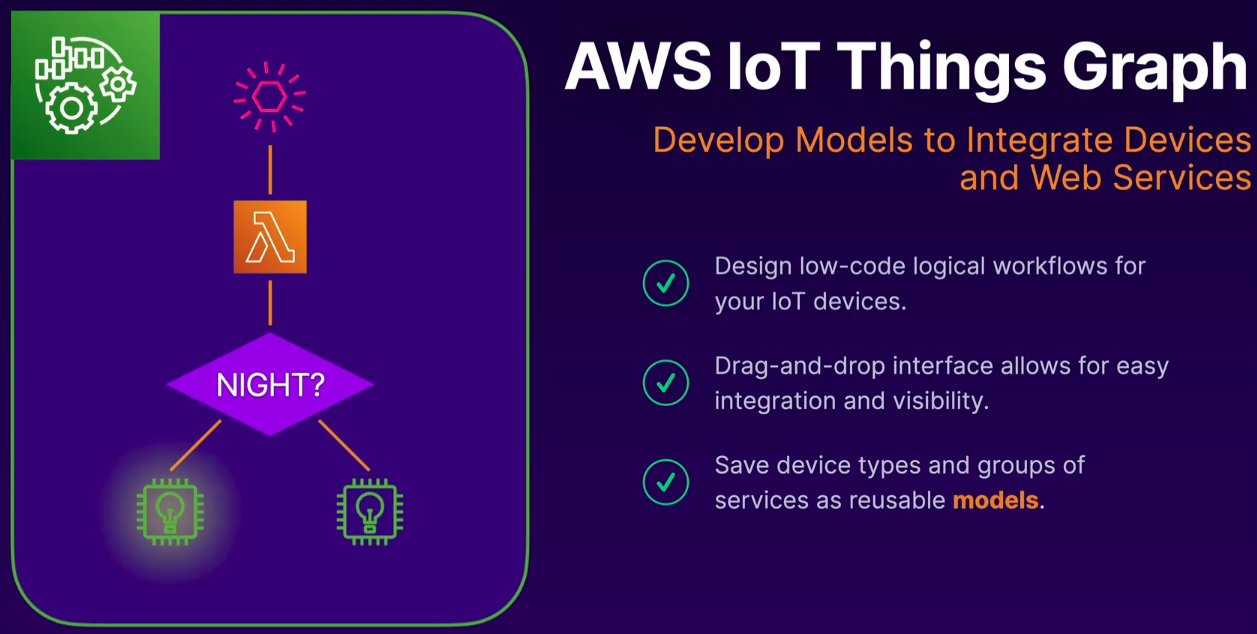 AWS IoT Things Graph
Develop Models to Integrate Devices
and Web Services
NIGHT?
Design low-code logical workflows for
your IoT devices.
Drag-and-drop interface allows for easy
integration and visibility.
Save device types and groups of
services as reusable models.